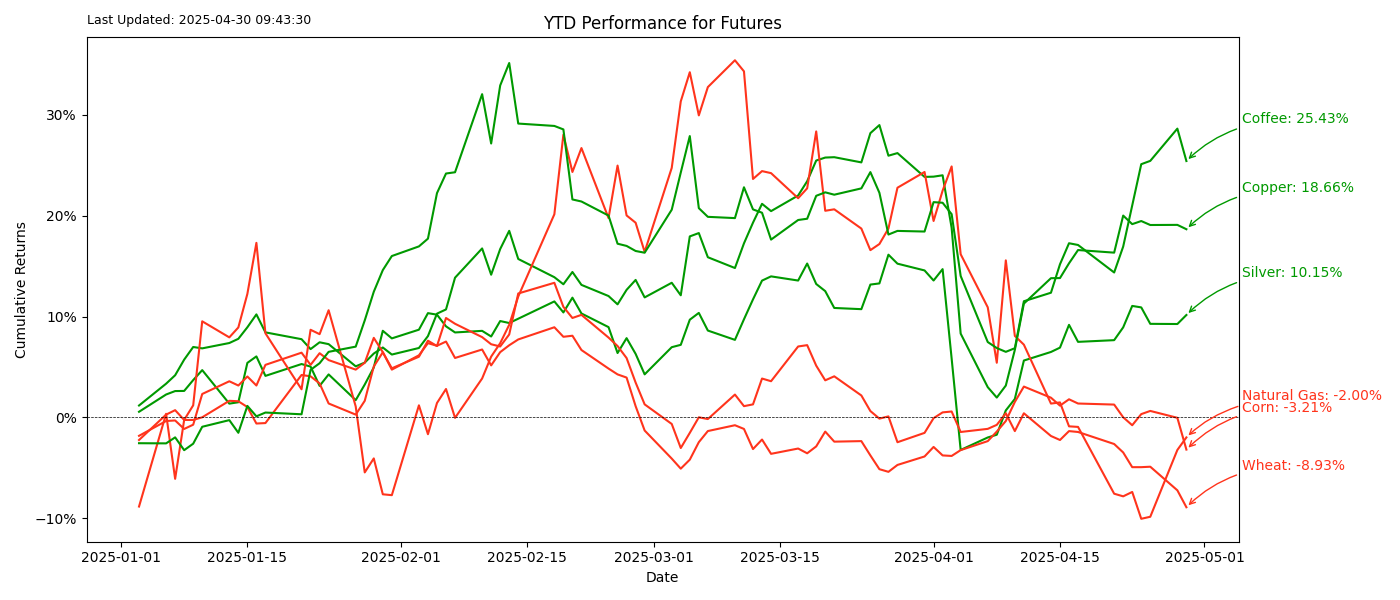 Last Updated: 2025-04-30 09:43:30
YTD Performance for Futures
Cumulative Returns
30%
20%
10%
0%
−10%
Coffee: 25.43%
Copper: 18.66%
Silver: 10.15%
Natural Gas: -2.00%
Corn: -3.21%
Wheat: -8.93%
2025-01-01
2025-01-15
2025-02-01
2025-02-15
2025-03-01
2025-03-15
2025-04-01
2025-04-15
2025-05-01
Date